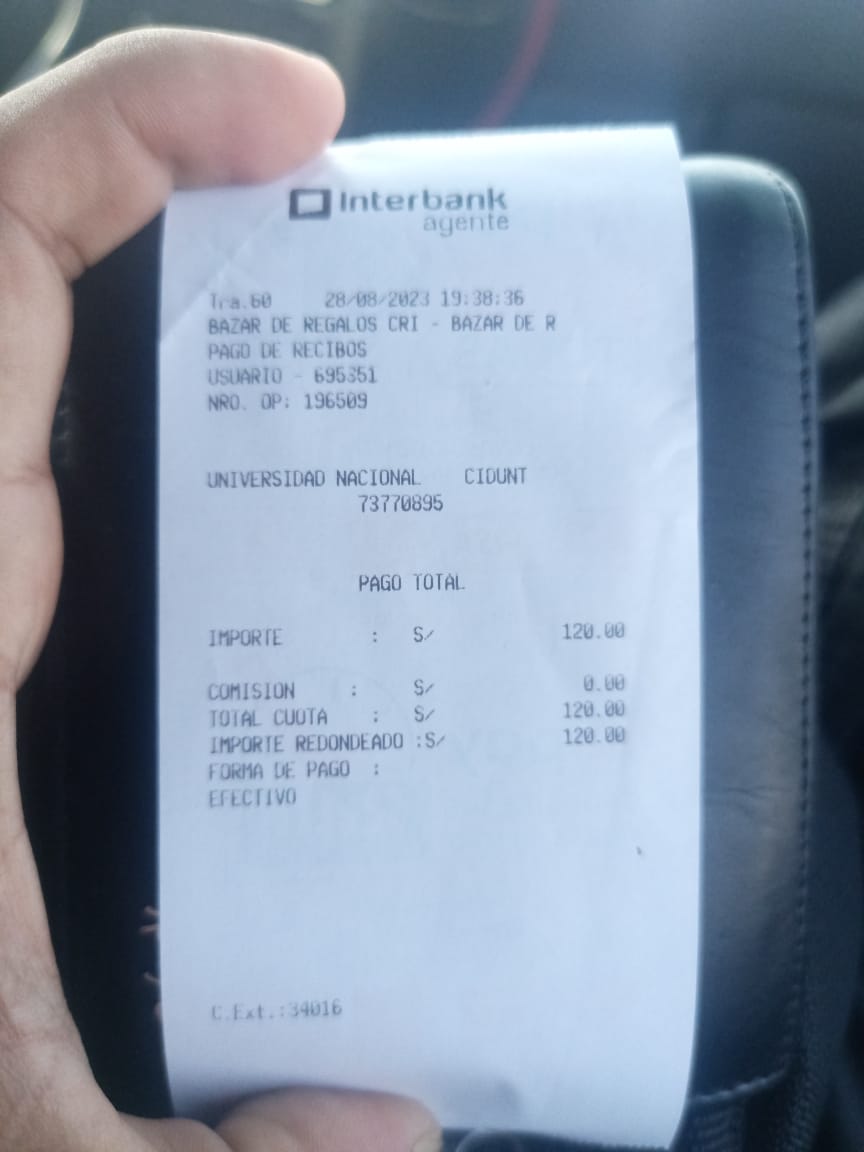 Interbank
agente
Tra.60 28/08/2023 19:38:36
BAZAR DE REGALOS CRI - BAZAR DE R
PAGO DE RECIBOS
USUARIO - 695351
NRO. OP: 196509
UNIVERSIDAD NACIONAL CIDUNT
73770895
PAGO TOTAL
IMPORTE : S/ 120.00
COMISION : S/ 0.00
TOTAL CUOTA : S/ 120.00
IMPORTE REDONDEADO :S/ 120.00
FORMA DE PAGO :
EFECTIVO
C.Ext.:34016